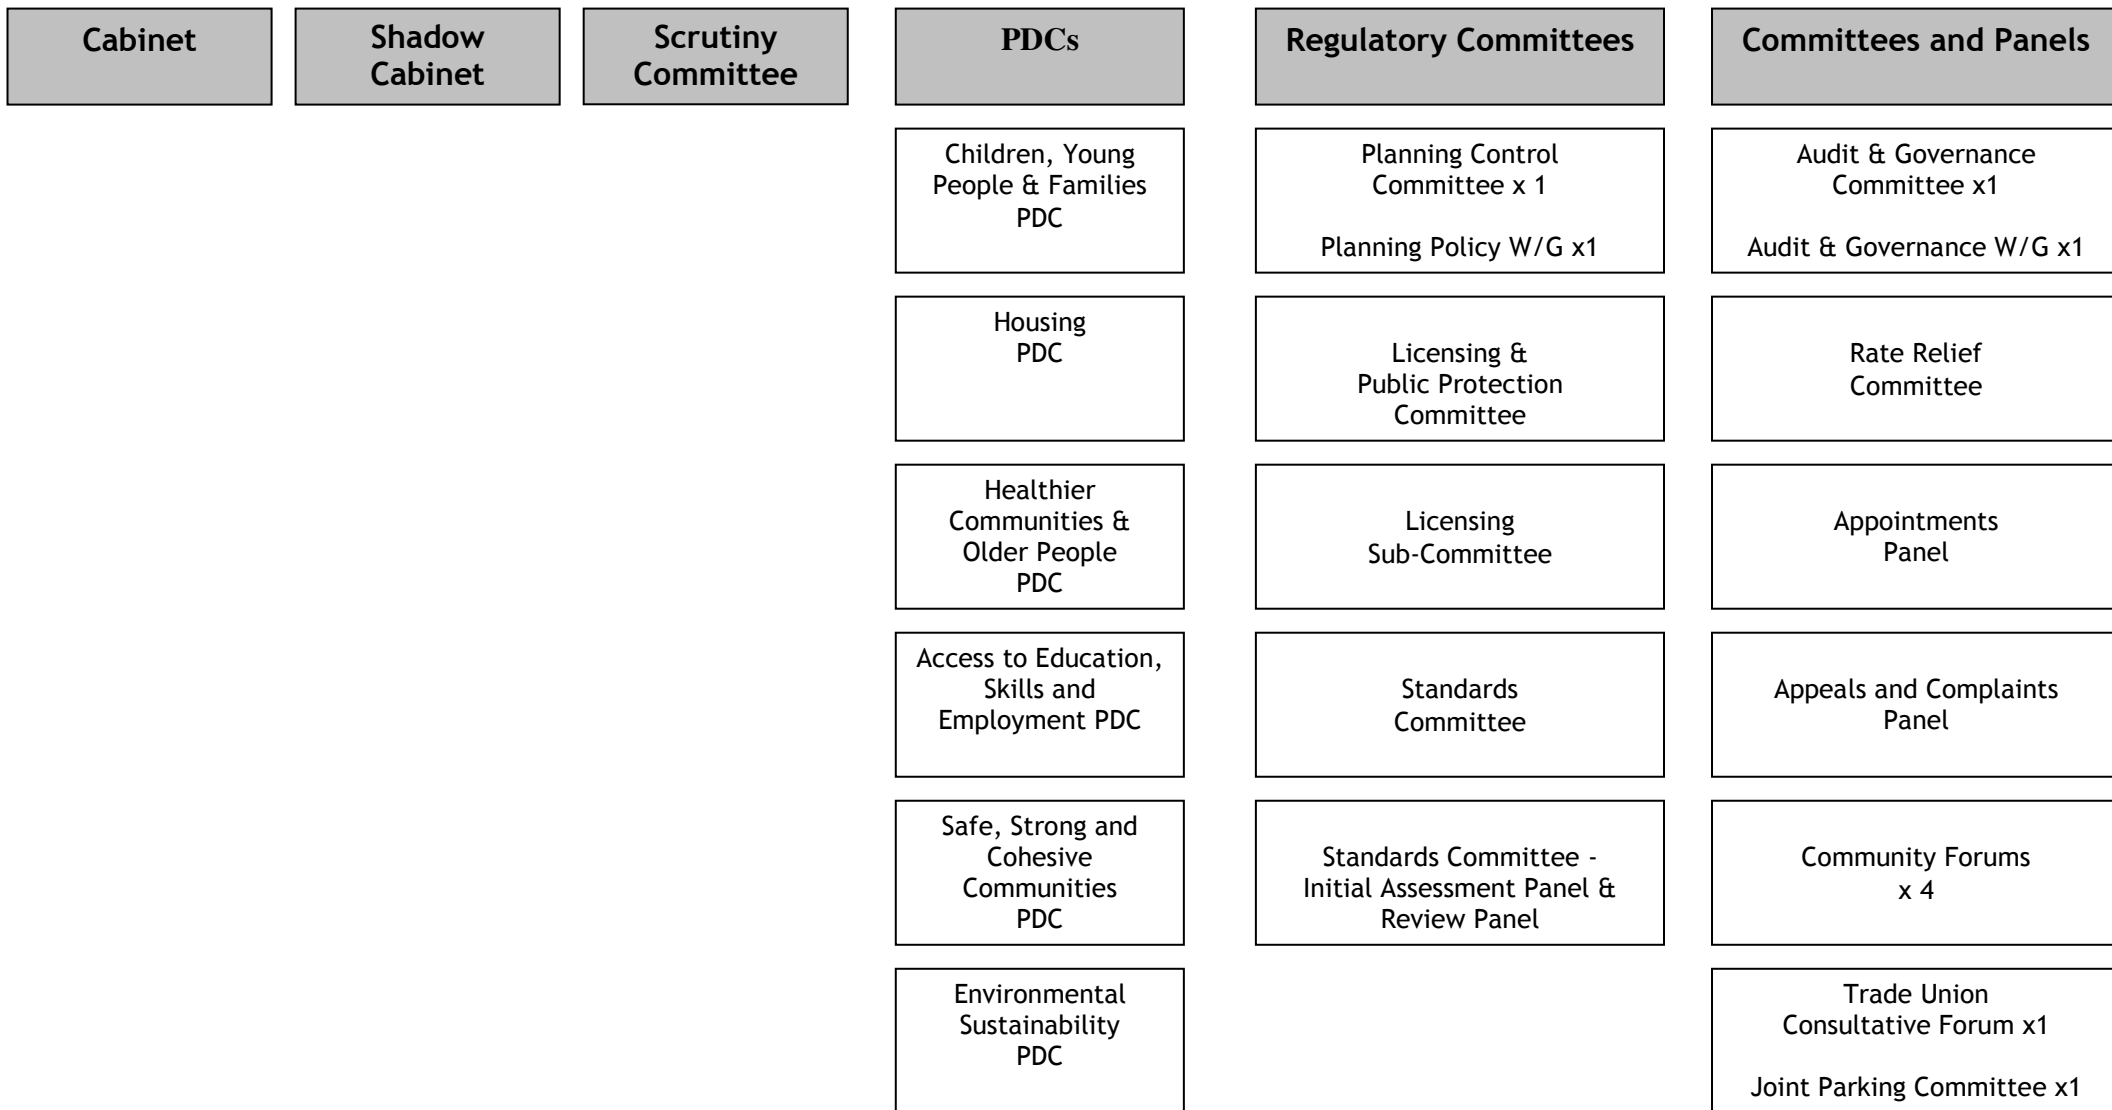 Cabinet
Shadow
Cabinet
Scrutiny
Committee
PDCs
Regulatory Committees
Committees and Panels
Children, Young
People & Families
PDC
Planning Control
Committee x 1
Planning Policy W/G x1
Audit & Governance
Committee x1
Audit & Governance W/G x1
Housing
PDC
Licensing &
Public Protection
Committee
Rate Relief
Committee
Healthier
Communities &
Older People
PDC
Licensing
Sub-Committee
Appointments
Panel
Access to Education,
Skills and
Employment PDC
Standards
Committee
Appeals and Complaints
Panel
Safe, Strong and
Cohesive
Communities
PDC
Standards Committee -
Initial Assessment Panel &
Review Panel
Community Forums
x 4
Environmental
Sustainability
PDC
Trade Union
Consultative Forum x1
Joint Parking Committee x1